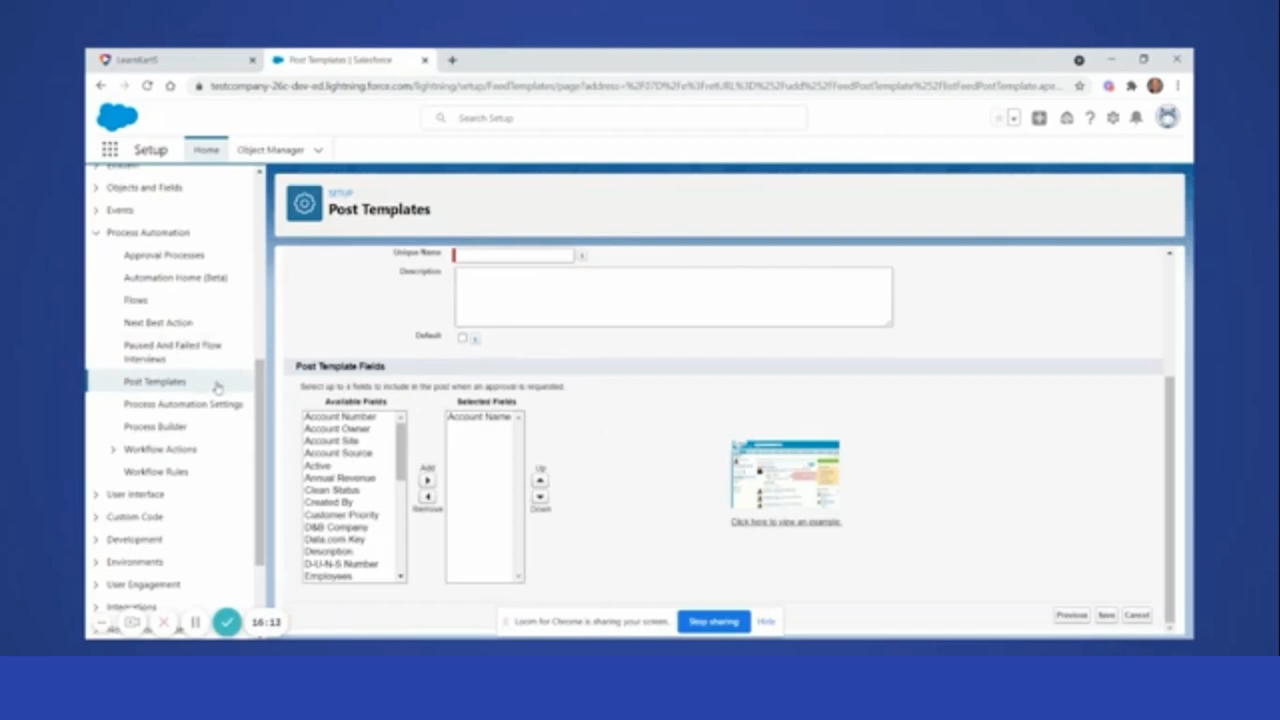 LearnKartS
Post Templates | Salesforce
testcompany-26c-dev-ed.lightning.force.com/lightning/setup/FeedTemplates/page?address=%2F07D%2Fe%3FretURL%3D%252Fudd%252FFeedPostTemplate%252FlistFeedPostTemplate.ape...
Search Setup
Setup
Home
Object Manager
Objects and Fields
Events
Process Automation
Approval Processes
Automation Home (Beta)
Flows
Next Best Action
Paused And Failed Flow
Interviews
Post Templates
Process Automation Settings
Process Builder
Workflow Actions
Workflow Rules
User Interface
Custom Code
Development
Environments
User Engagement
Integrations
16:13
SETUP
Post Templates
Unique Name
Description
Default
Post Template Fields
Select up to 4 fields to include in the post when an approval is requested.
Available Fields
Selected Fields
Account Number
Account Owner
Account Site
Account Source
Active
Annual Revenue
Clean Status
Created By
Customer Priority
D&B Company
Data.com Key
Description
D-U-N-S Number
Employees
Add
Remove
Account Name
Up
Down
Click here to view an example.
Previous
Save
Cancel
Loom for Chrome is sharing your screen.
Stop sharing
Hide